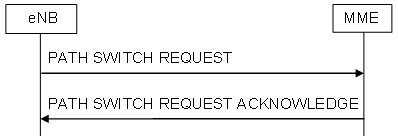 eNB
MME
PATH SWITCH REQUEST
PATH SWITCH REQUEST ACKNOWLEDGE